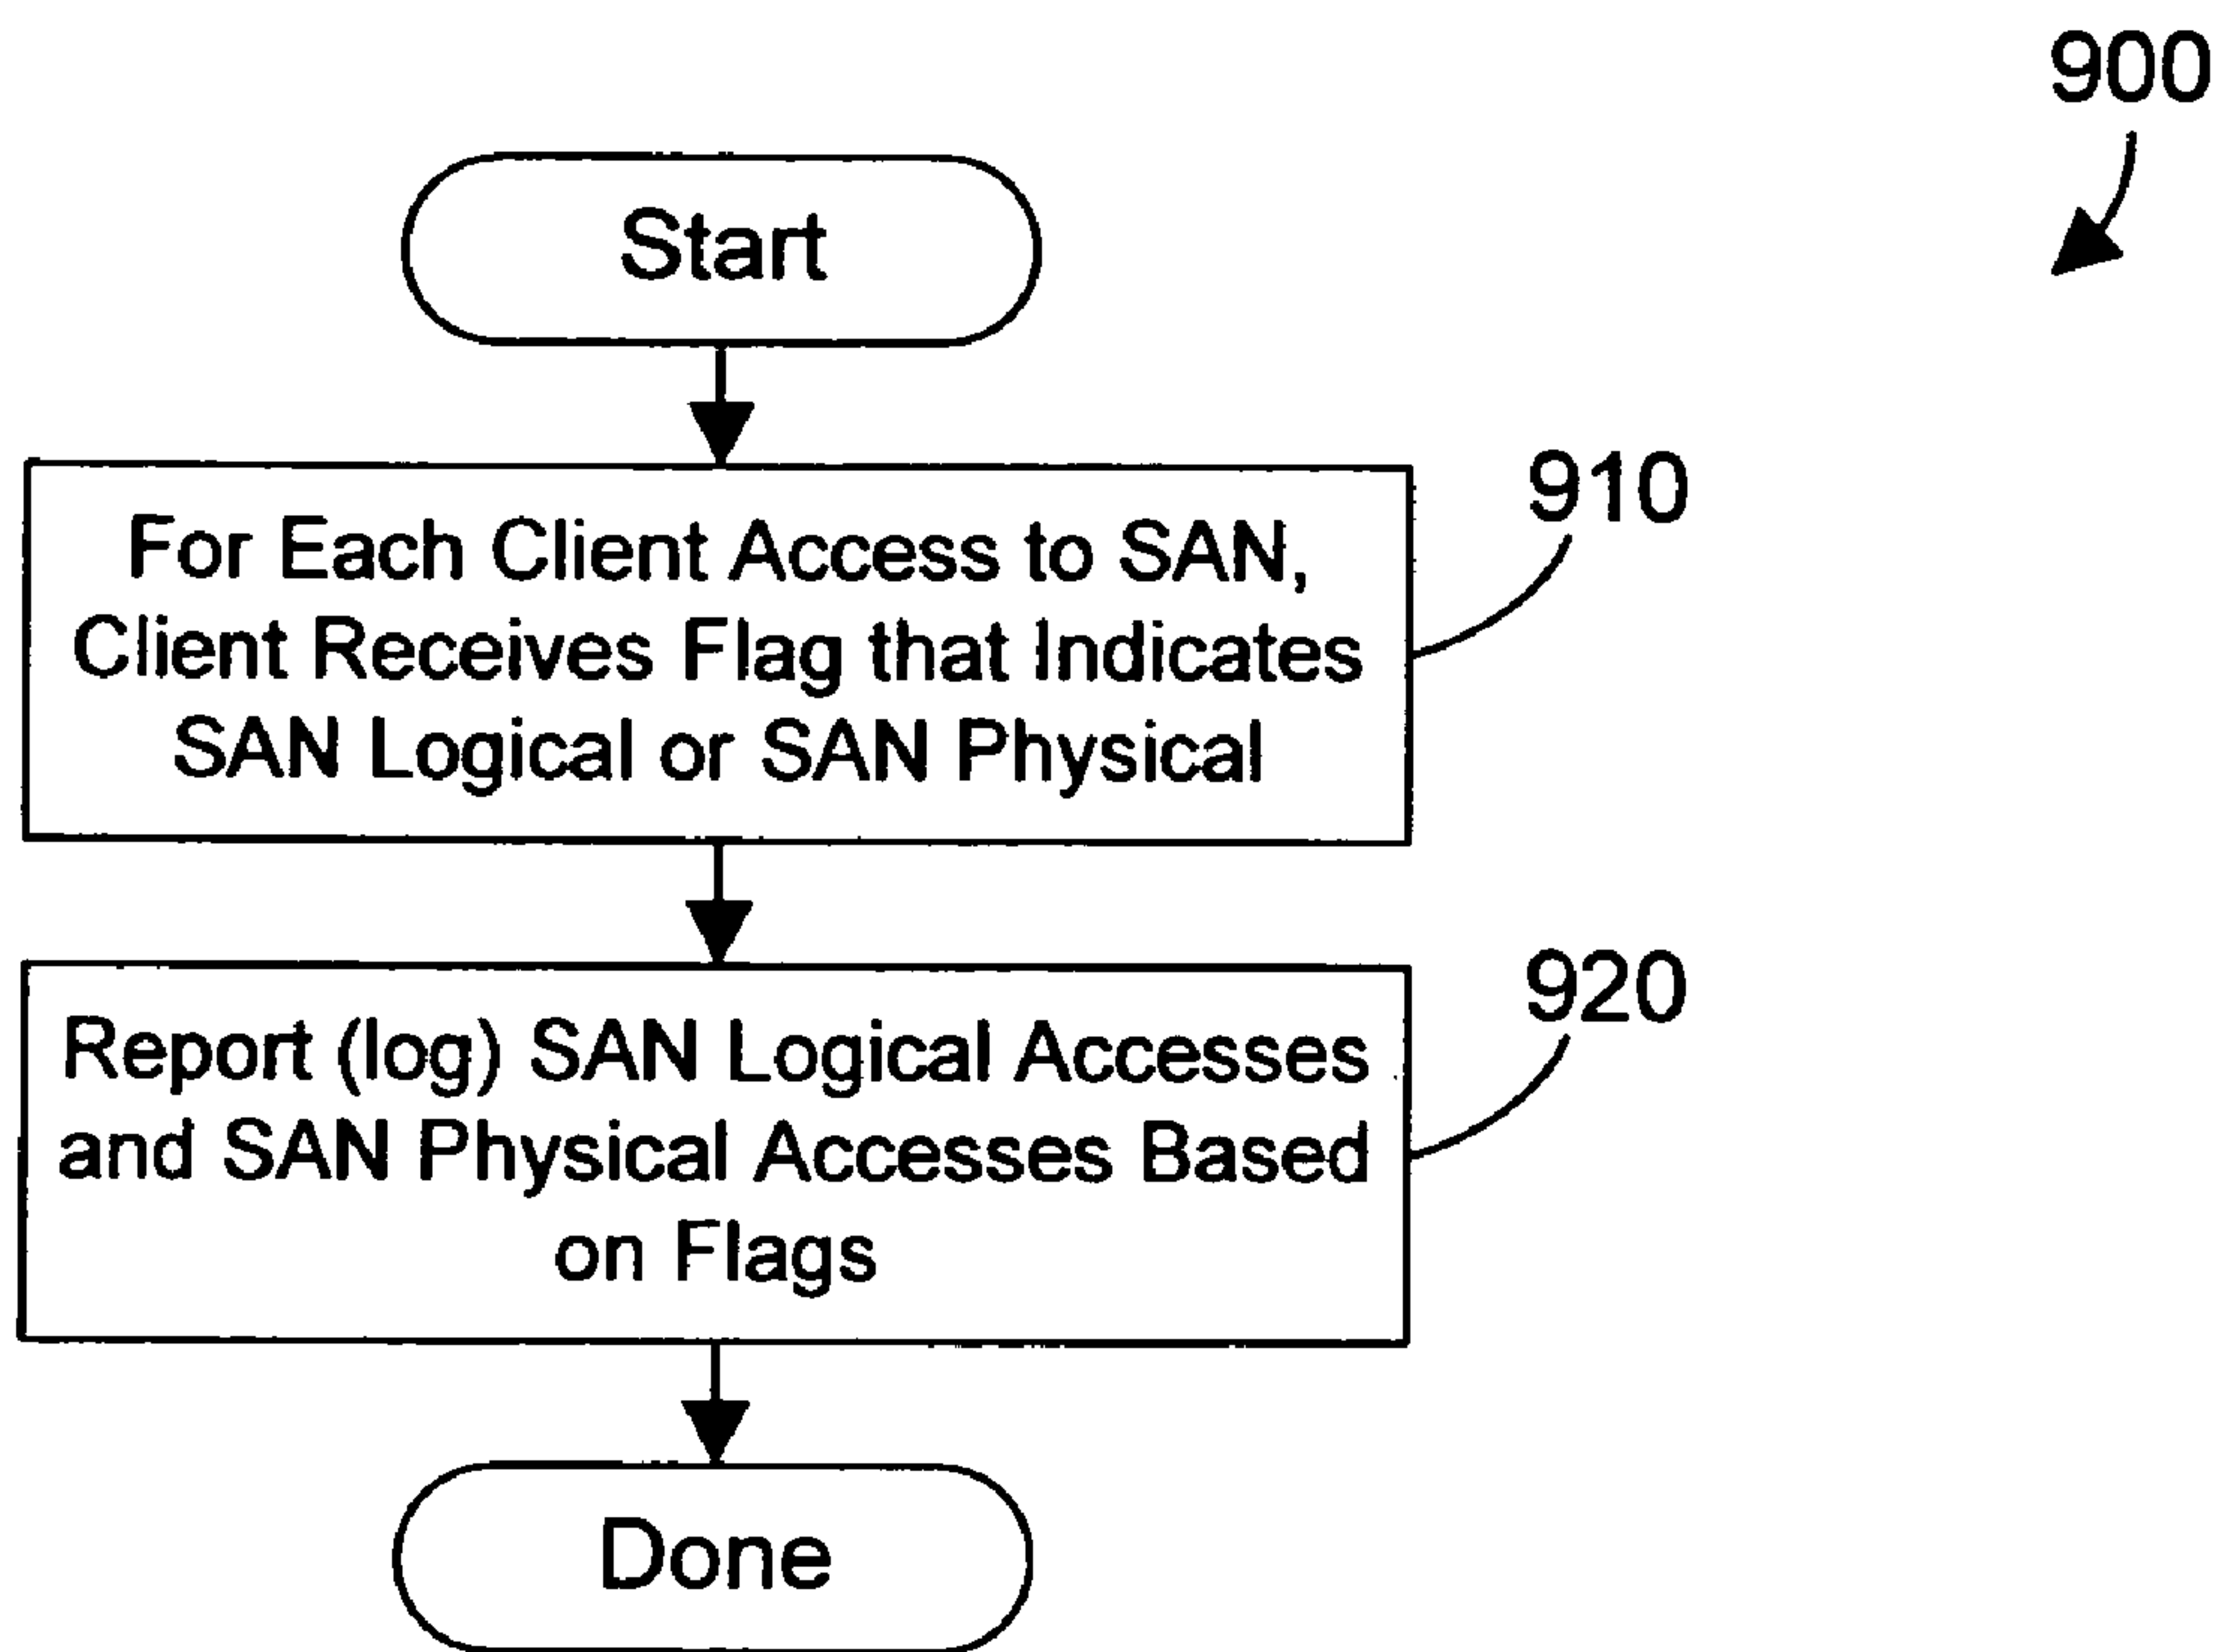 900
Start
For Each Client Access to SAN,
Client Receives Flag that Indicates
SAN Logical or SAN Physical
910
Report (log) SAN Logical Accesses
and SAN Physical Accesses Based
on Flags
920
Done